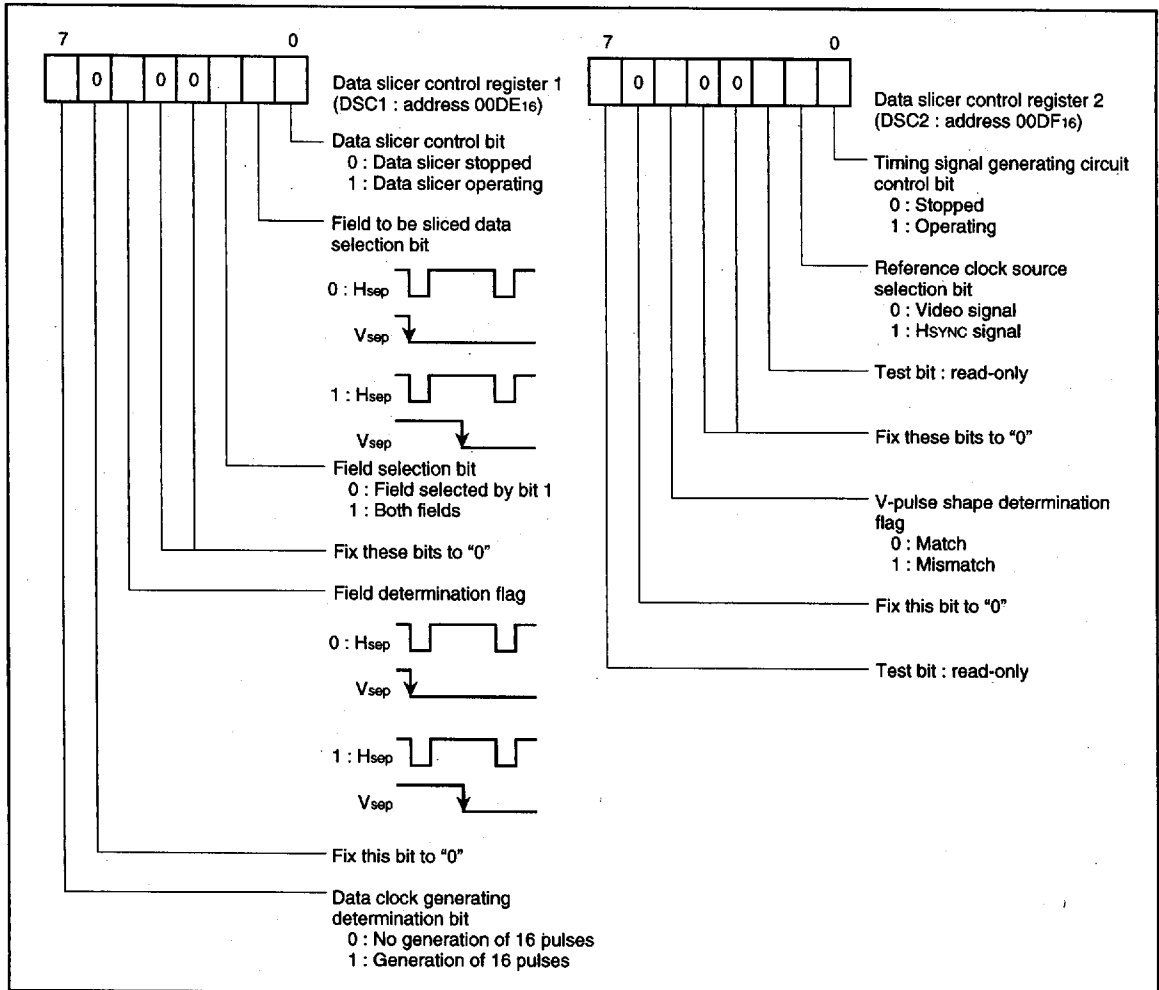 7 0
0 0 0
Data slicer control register 1
(DSC1 : address 00DE16)
Data slicer control bit
0 : Data slicer stopped
1 : Data slicer operating
Field to be sliced data
selection bit
0 : Hsep
Vsep
1 : Hsep
Vsep
Field selection bit
0 : Field selected by bit 1
1 : Both fields
Fix these bits to “0”
Field determination flag
0 : Hsep
Vsep
1 : Hsep
Vsep
Fix this bit to “0”
Data clock generating
determination bit
0 : No generation of 16 pulses
1 : Generation of 16 pulses
7 0
0 0 0
Data slicer control register 2
(DSC2 : address 00DF16)
Timing signal generating circuit
control bit
0 : Stopped
1 : Operating
Reference clock source
selection bit
0 : Video signal
1 : HSYNC signal
Test bit : read-only
Fix these bits to “0”
V-pulse shape determination
flag
0 : Match
1 : Mismatch
Fix this bit to “0”
Test bit : read-only